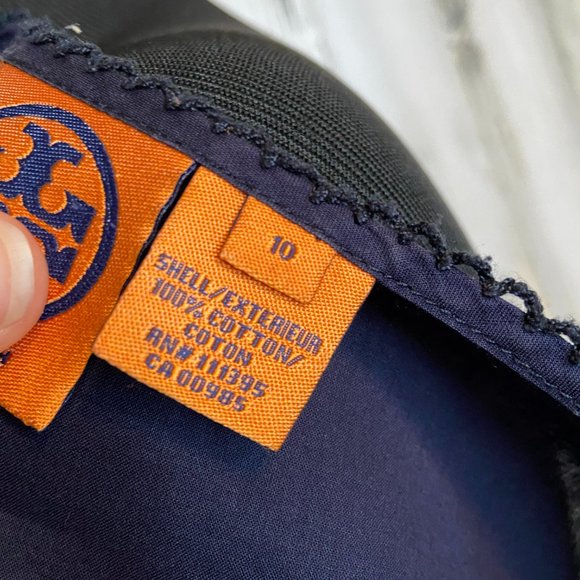 10
SHELL/EXTERIEUR
100% COTTON/
COTON
RN# 111395
CA 00985